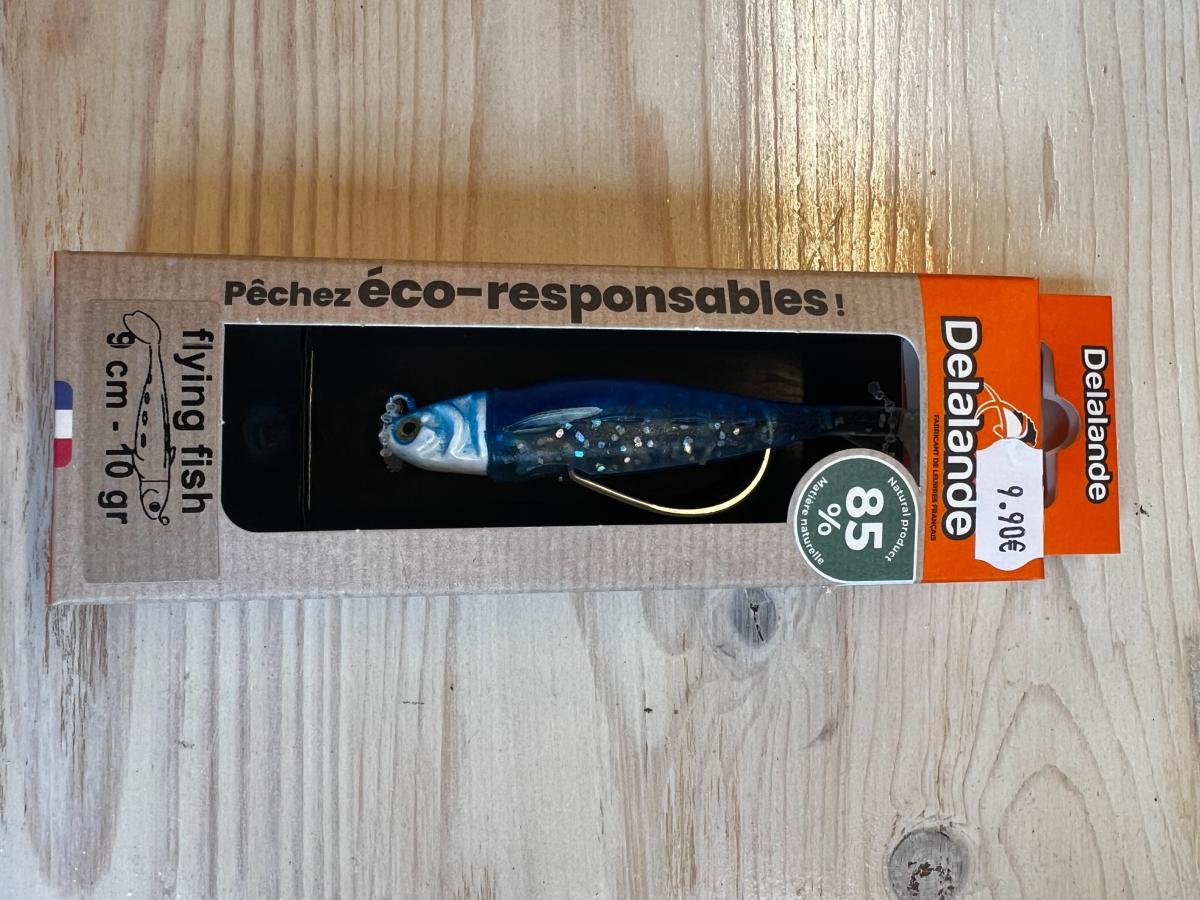 Pêchez éco-responsables !
flying fish
9 cm - 10 gr
Delalande
FABRICANT DE LEURRES FRANÇAIS
Delalande
9.90€
Natural product
85
%
Matière naturelle